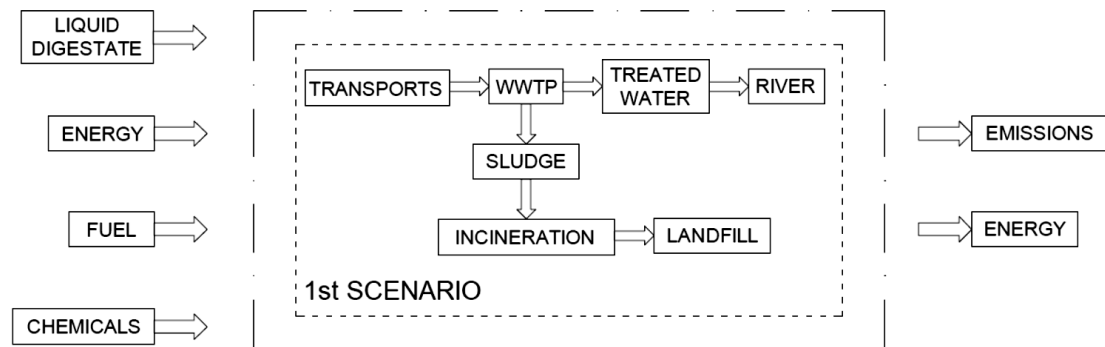 LIQUID
DIGESTATE
ENERGY
FUEL
CHEMICALS
TRANSPORTS
WWTP
TREATED
WATER
RIVER
SLUDGE
INCINERATION
LANDFILL
1st SCENARIO
EMISSIONS
ENERGY